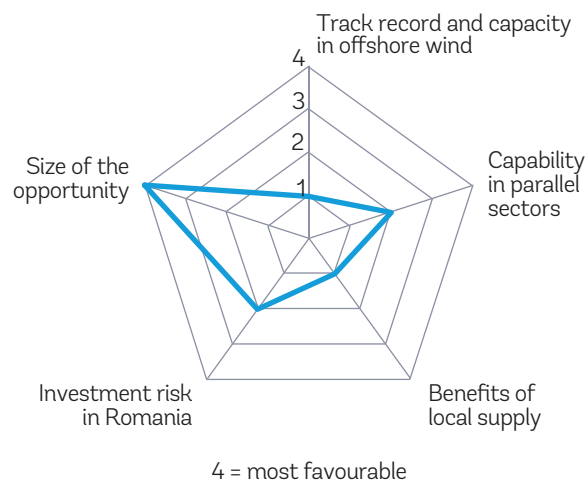 Track record and capacity
in offshore wind
4
3
2
1
Size of the
opportunity
Capability
in parallel
sectors
Investment risk
in Romania
Benefits of
local supply
4 = most favourable